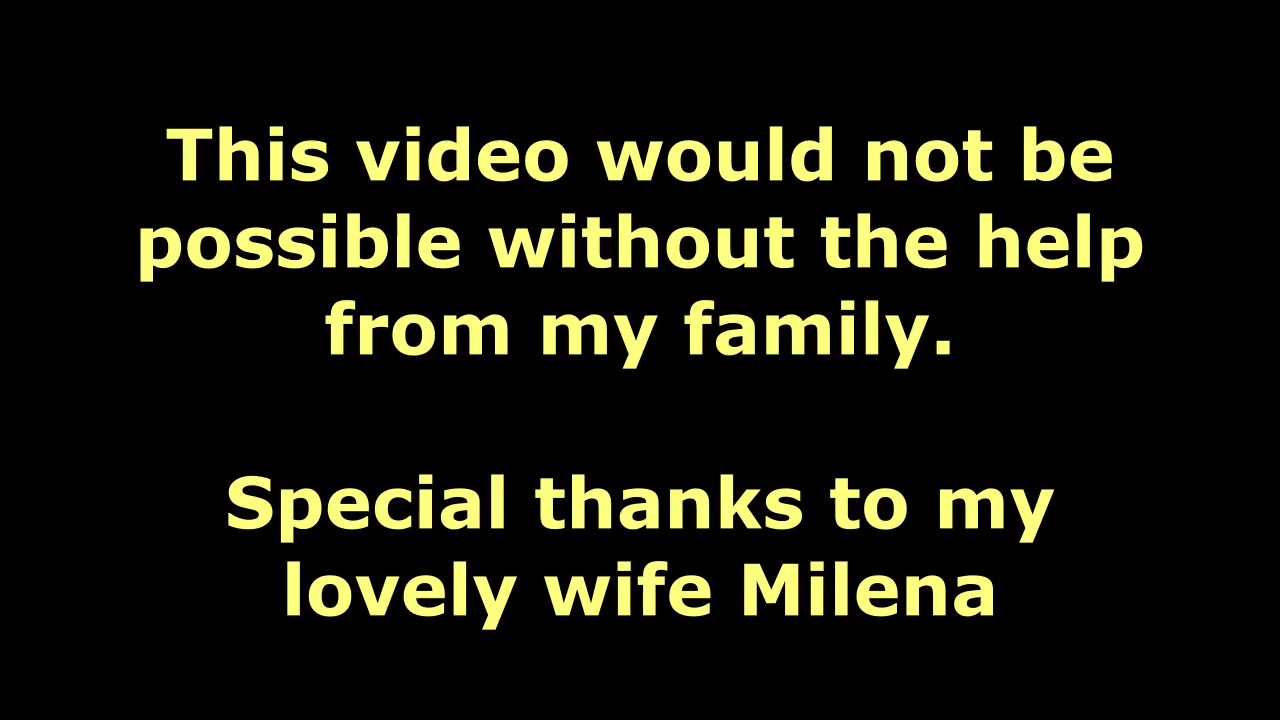 This video would not be
possible without the help
from my family.
Special thanks to my
lovely wife Milena